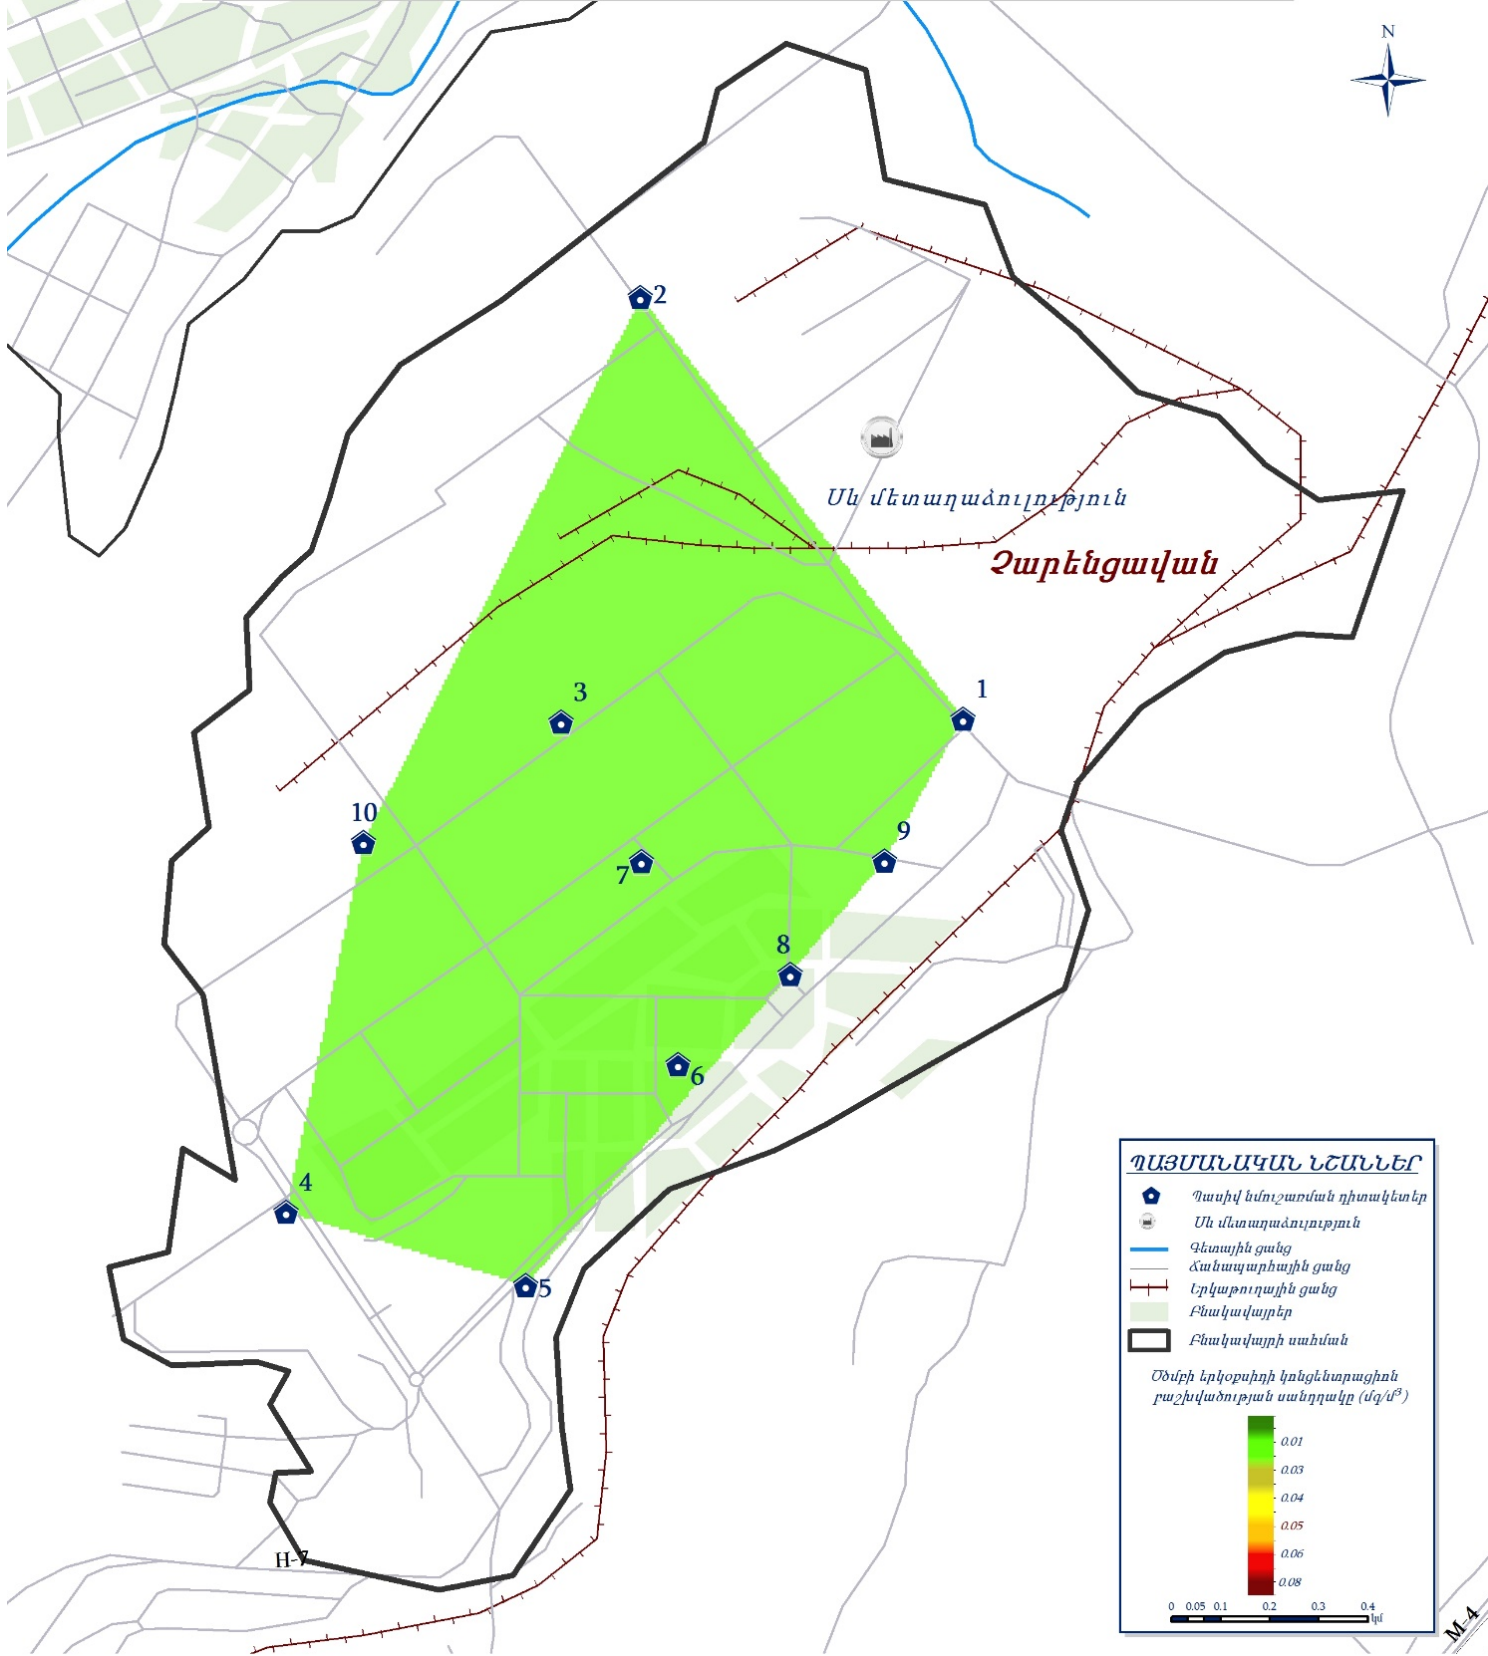 N
2
Սև մետաղաձուլություն
Չարենցավան
3
1
10
9
7
8
6
4
5
H-7
M-4
ՊԱՅՄԱՆԱԿԱՆ ՆՇԱՆՆԵՐ
Պասիվ նմուշառման դիտակետեր
Սև մետաղաձուլություն
Գետային ցանց
Ճանապարհային ցանց
Երկաթուղային ցանց
Բնակավայրեր
Բնակավայրի սահման
Ծծմբի երկօքսիդի կոնցենտրացիոն
բաշխվածության սանդղակը (մգ/մ³)
0.01
0.03
0.04
0.05
0.06
0.08
0 0.05 0.1 0.2 0.3 0.4
կմ